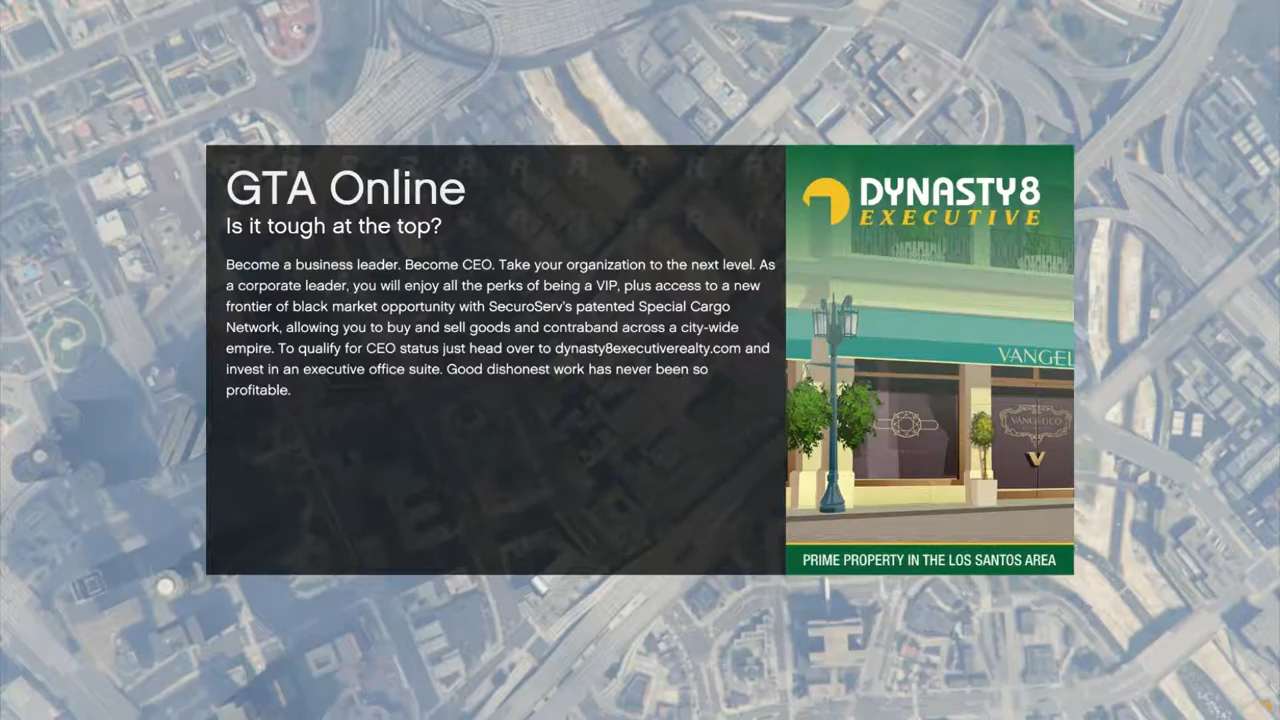 GTA Online
Is it tough at the top?
Become a business leader. Become CEO. Take your organization to the next level. As
a corporate leader, you will enjoy all the perks of being a VIP, plus access to a new
frontier of black market opportunity with SecuroServ's patented Special Cargo
Network, allowing you to buy and sell goods and contraband across a city-wide
empire. To qualify for CEO status just head over to dynasty8executiverealty.com and
invest in an executive office suite. Good dishonest work has never been so
profitable.
DYNASTY8
EXECUTIVE
VANGEL
VANGELICO
PRIME PROPERTY IN THE LOS SANTOS AREA